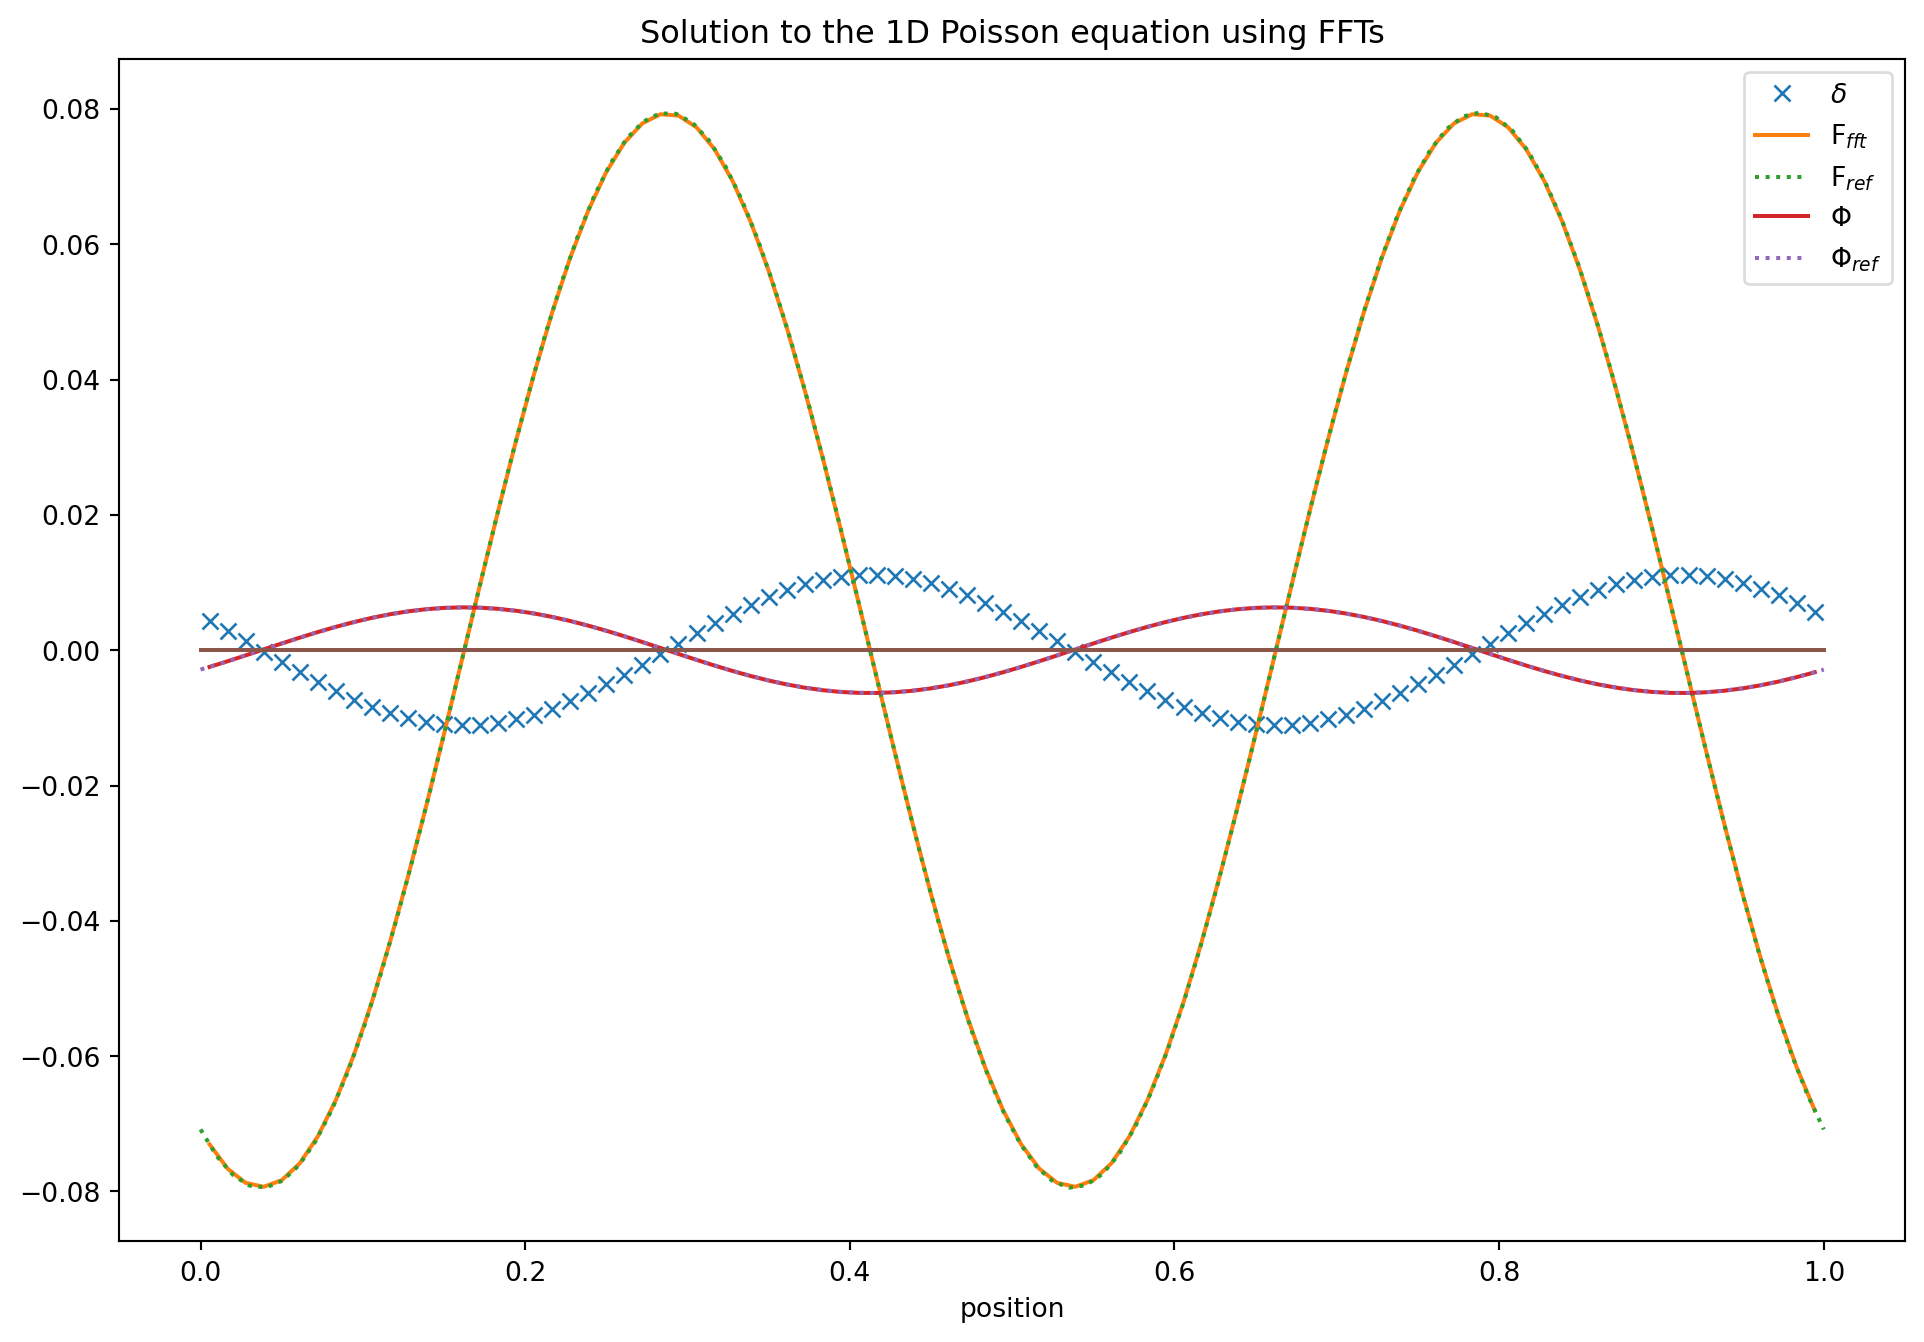 Solution to the 1D Poisson equation using FFTs
0.08
0.06
0.04
0.02
0.00
−0.02
−0.04
−0.06
−0.08
δ
F_fft
F_ref
Φ
Φ_ref
0.0 0.2 0.4 0.6 0.8 1.0
position